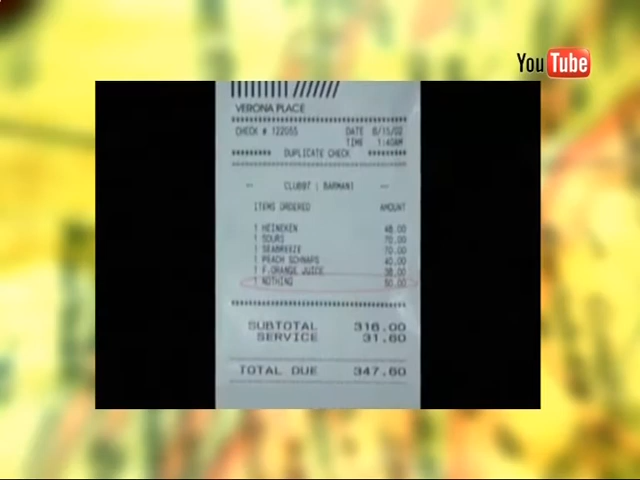 YouTube
VERONA PLACE
CHECK # 122055 DATE 6/15/02
TIME 1:40AM
********* DUPLICATE CHECK *********
-- CLUB97 | BARMAN1 --
ITEMS ORDERED AMOUNT
1 HEINEKEN 48.00
1 SOURS 70.00
1 SEABREEZE 70.00
1 PEACH SCHNAPS 40.00
1 F.ORANGE JUICE 38.00
1 NOTHING 50.00
SUBTOTAL 316.00
SERVICE 31.60
TOTAL DUE 347.60